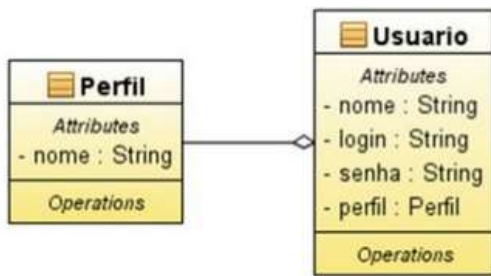 Perfil
Attributes
- nome : String
Operations
Usuario
Attributes
- nome : String
- login : String
- senha : String
- perfil : Perfil
Operations